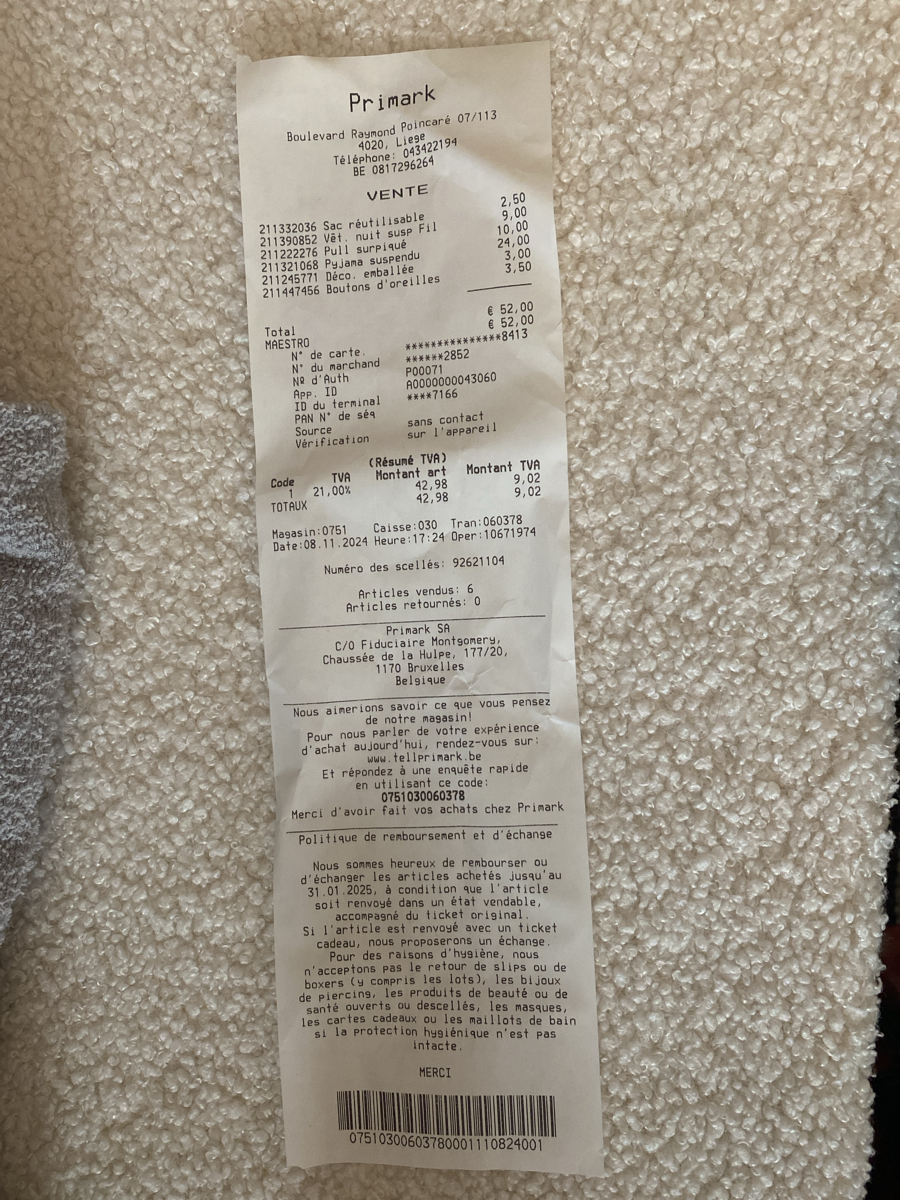 Primark
Boulevard Raymond Poincaré 07/113
4020, Liege
Téléphone: 043422194
BE 0817296264
VENTE
211332036 Sac réutilisable 2,50
211390852 Vêt. nuit susp Fil 9,00
211222276 Pull surpiqué 10,00
211321068 Pyjama suspendu 24,00
211245771 Déco. emballée 3,00
211447456 Boutons d'oreilles 3,50
Total € 52,00
MAESTRO € 52,00
N° de carte. ****************8413
N° du marchand ******2852
Nº d'Auth P00071
App. ID A0000000043060
ID du terminal ****7166
PAN N° de séq
Source sans contact
Vérification sur l'appareil
(Résumé TVA)
Code TVA Montant art Montant TVA
1 21,00% 42,98 9,02
TOTAUX 42,98 9,02
Magasin:0751 Caisse:030 Tran:060378
Date:08.11.2024 Heure:17:24 Oper:10671974
Numéro des scellés: 92621104
Articles vendus: 6
Articles retournés: 0
Primark SA
C/O Fiduciaire Montgomery,
Chaussée de la Hulpe, 177/20,
1170 Bruxelles
Belgique
Nous aimerions savoir ce que vous pensez
de notre magasin!
Pour nous parler de votre expérience
d'achat aujourd'hui, rendez-vous sur:
www.tellprimark.be
Et répondez à une enquête rapide
en utilisant ce code:
0751030060378
Merci d'avoir fait vos achats chez Primark
Politique de remboursement et d'échange
Nous sommes heureux de rembourser ou
d'échanger les articles achetés jusqu'au
31.01.2025, à condition que l'article
soit renvoyé dans un état vendable,
accompagné du ticket original.
Si l'article est renvoyé avec un ticket
cadeau, nous proposerons un échange.
Pour des raisons d'hygiène, nous
n'acceptons pas le retour de slips ou de
boxers (y compris les lots), les bijoux
de piercing, les produits de beauté ou de
santé ouverts ou descellés, les masques,
les cartes cadeaux ou les maillots de bain
si la protection hygiénique n'est pas
intacte.
MERCI
07510300603780001110824001